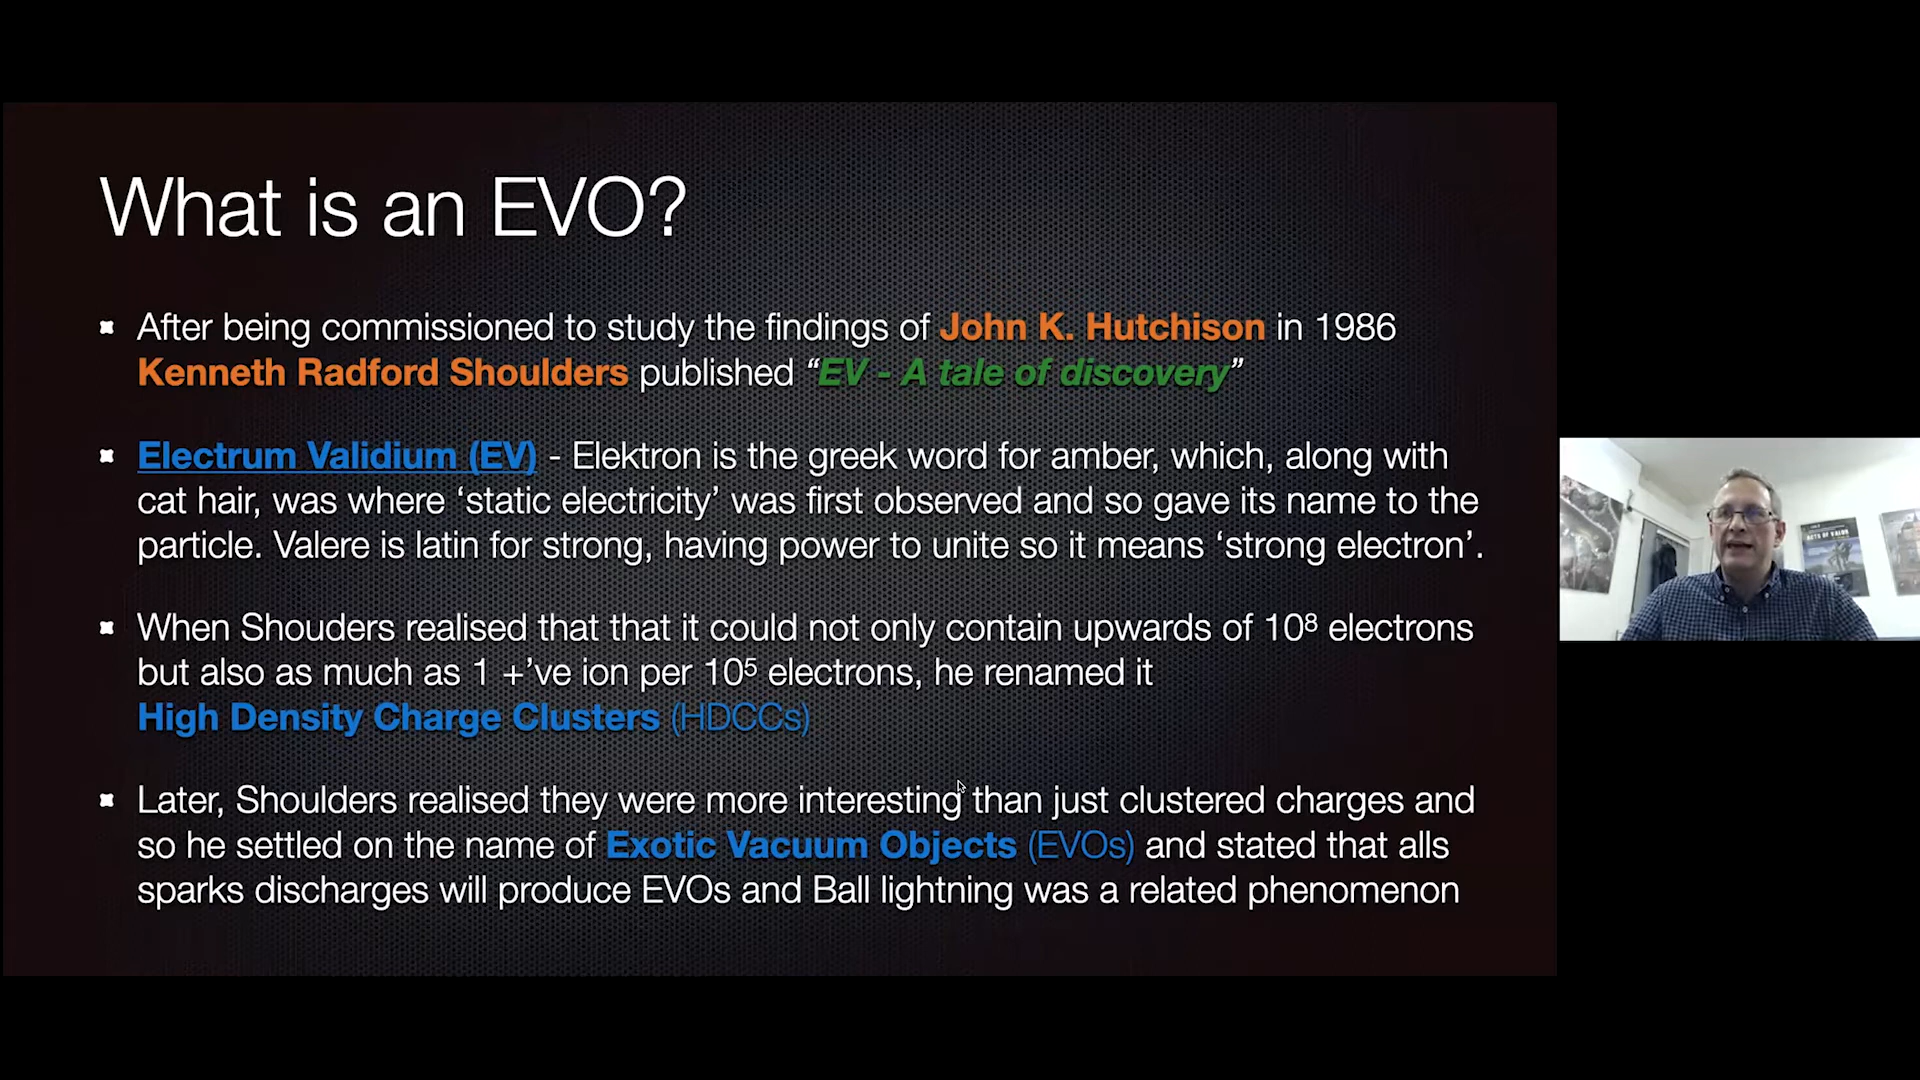 What is an EVO?
After being commissioned to study the findings of John K. Hutchison in 1986
Kenneth Radford Shoulders published “EV - A tale of discovery”
Electrum Validium (EV) - Elektron is the greek word for amber, which, along with
cat hair, was where ‘static electricity’ was first observed and so gave its name to the
particle. Valere is latin for strong, having power to unite so it means ‘strong electron’.
When Shouders realised that that it could not only contain upwards of 10⁸ electrons
but also as much as 1 +’ve ion per 10⁵ electrons, he renamed it
High Density Charge Clusters (HDCCs)
Later, Shoulders realised they were more interesting than just clustered charges and
so he settled on the name of Exotic Vacuum Objects (EVOs) and stated that alls
sparks discharges will produce EVOs and Ball lightning was a related phenomenon
ACTS OF VALOR